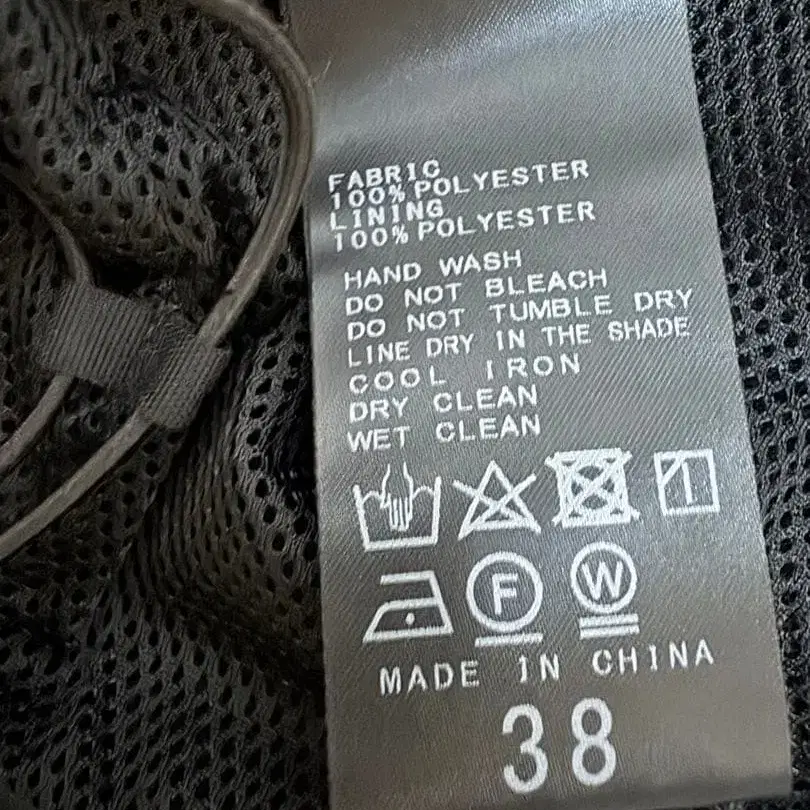 FABRIC
100% POLYESTER
LINING
100% POLYESTER
HAND WASH
DO NOT BLEACH
DO NOT TUMBLE DRY
LINE DRY IN THE SHADE
COOL IRON
DRY CLEAN
WET CLEAN
F W
MADE IN CHINA
38